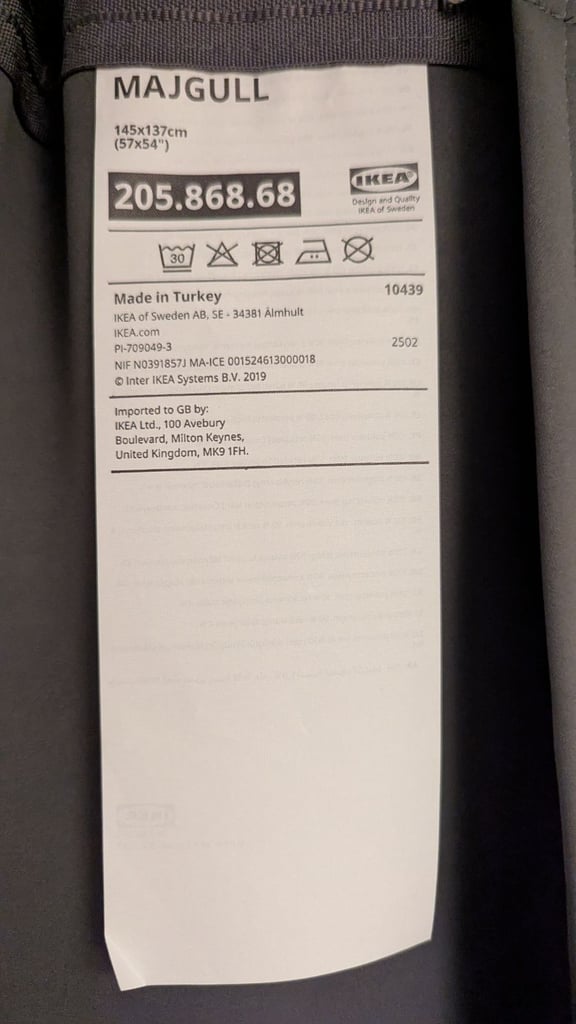 MAJGULL
145x137cm
(57x54")
205.868.68
IKEA®
Design and Quality
IKEA of Sweden
30
Made in Turkey 10439
IKEA of Sweden AB, SE - 34381 Älmhult
IKEA.com
PI-709049-3 2502
NIF N0391857J MA-ICE 001524613000018
© Inter IKEA Systems B.V. 2019
Imported to GB by:
IKEA Ltd., 100 Avebury
Boulevard, Milton Keynes,
United Kingdom, MK9 1FH.